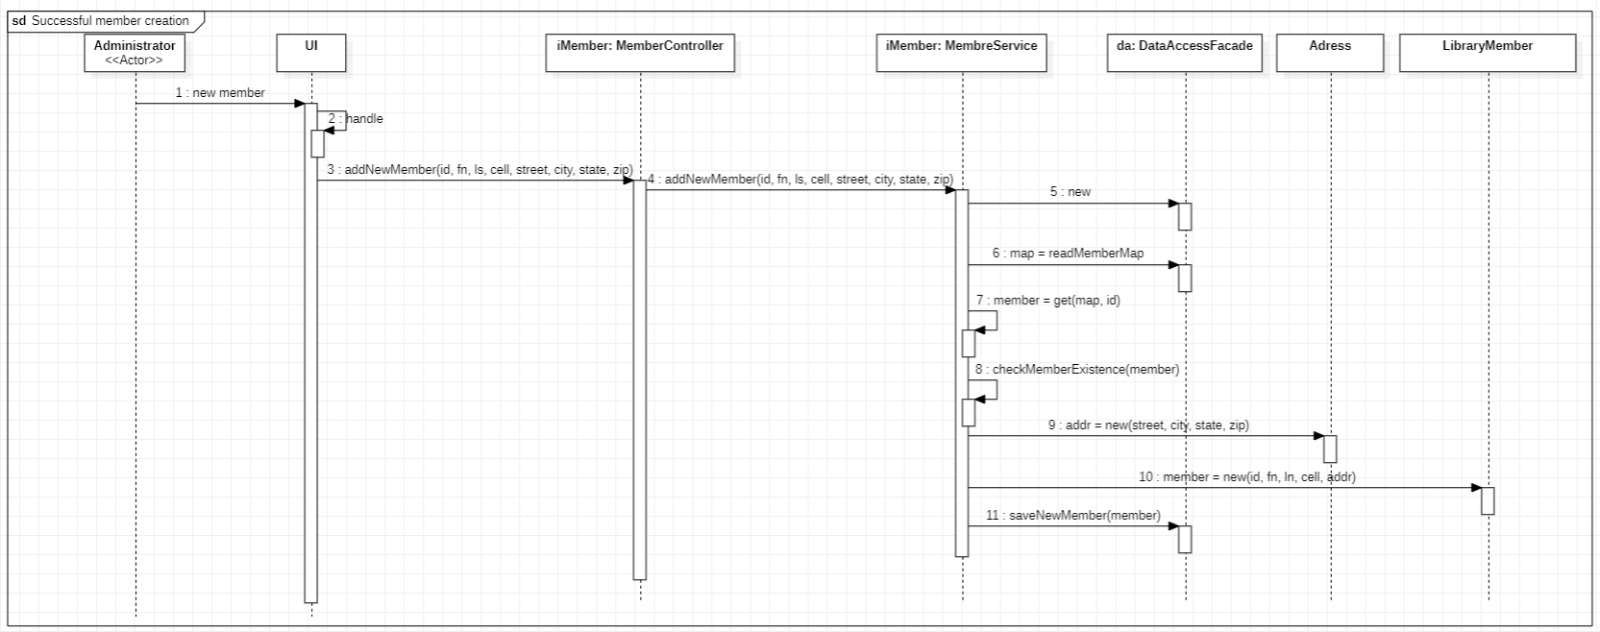 sd Successful member creation
Administrator
<<Actor>>
UI
iMember: MemberController
iMember: MembreService
da: DataAccessFacade
Adress
LibraryMember
1 : new member
2 : handle
3 : addNewMember(id, fn, ls, cell, street, city, state, zip)
4 : addNewMember(id, fn, ls, cell, street, city, state, zip)
5 : new
6 : map = readMemberMap
7 : member = get(map, id)
8 : checkMemberExistence(member)
9 : addr = new(street, city, state, zip)
10 : member = new(id, fn, ln, cell, addr)
11 : saveNewMember(member)